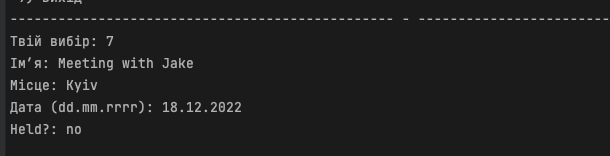 ------------------------------------------------ - ------------------------
Твій вибір: 7
Ім’я: Meeting with Jake
Місце: Kyiv
Дата (dd.mm.rrrr): 18.12.2022
Held?: no